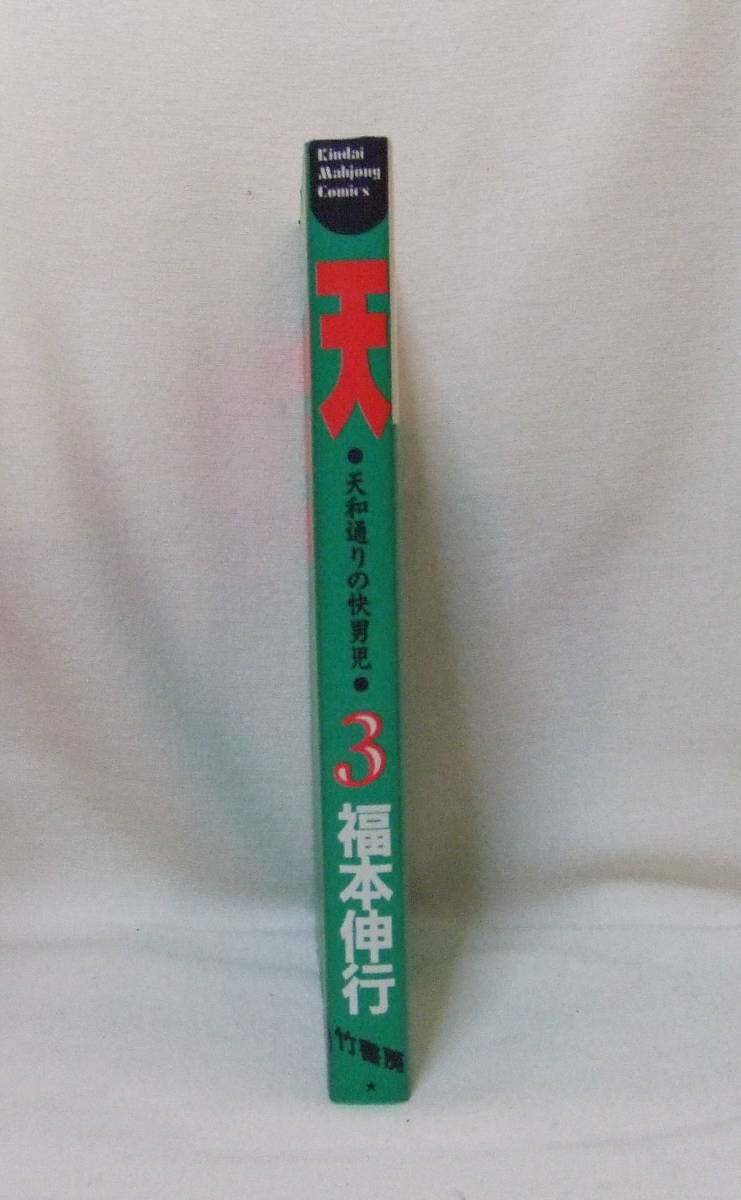 Kindai
Mahjong
Comics
天
●天和通りの快男児●
3
福本伸行
竹書房
★